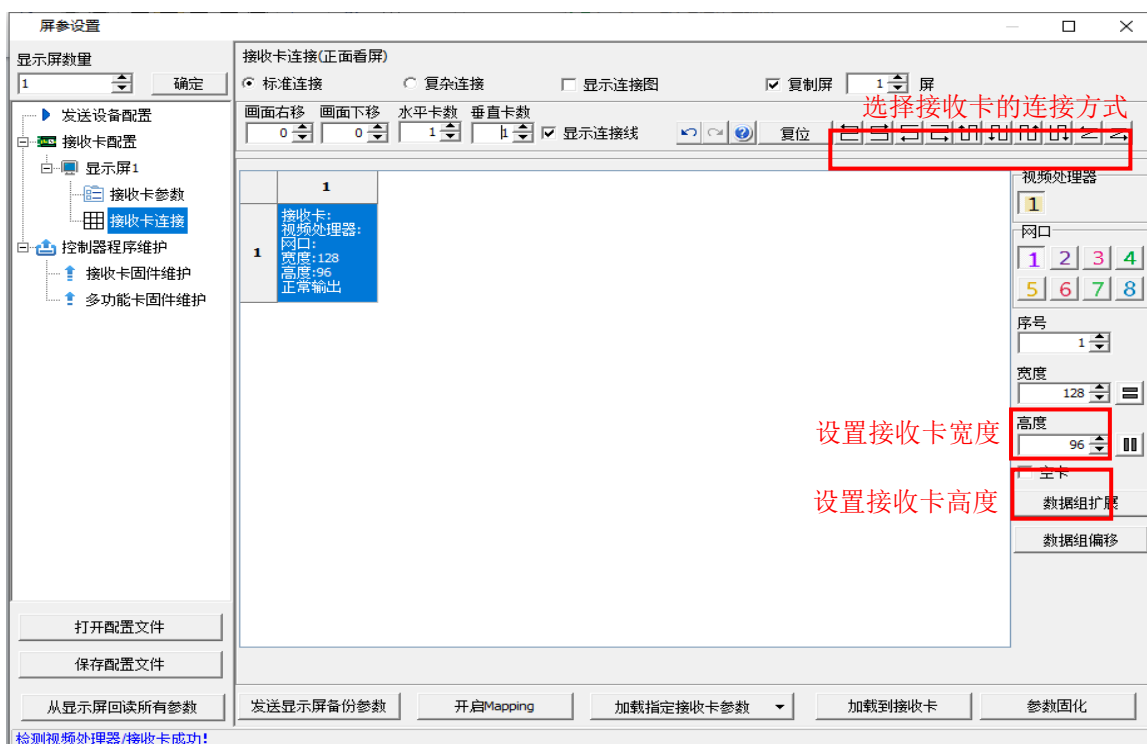 屏参设置
显示屏数量
1 确定
发送设备配置
接收卡配置
显示屏1
接收卡参数
接收卡连接
控制器程序维护
接收卡固件维护
多功能卡固件维护
打开配置文件
保存配置文件
从显示屏回读所有参数
接收卡连接(正面看屏)
标准连接 复杂连接 显示连接图 复制屏 1 屏
选择接收卡的连接方式
画面右移 画面下移 水平卡数 垂直卡数
0 0 1 1 显示连接线 复位
1
1
接收卡:
视频处理器:
网口:
宽度:128
高度:96
正常输出
视频处理器
1
网口
1 2 3 4
5 6 7 8
序号
1
宽度
128
高度
设置接收卡宽度
96
空卡
设置接收卡高度
数据组扩展
数据组偏移
发送显示屏备份参数 开启Mapping 加载指定接收卡参数 加载到接收卡 参数固化
检测视频处理器/接收卡成功!